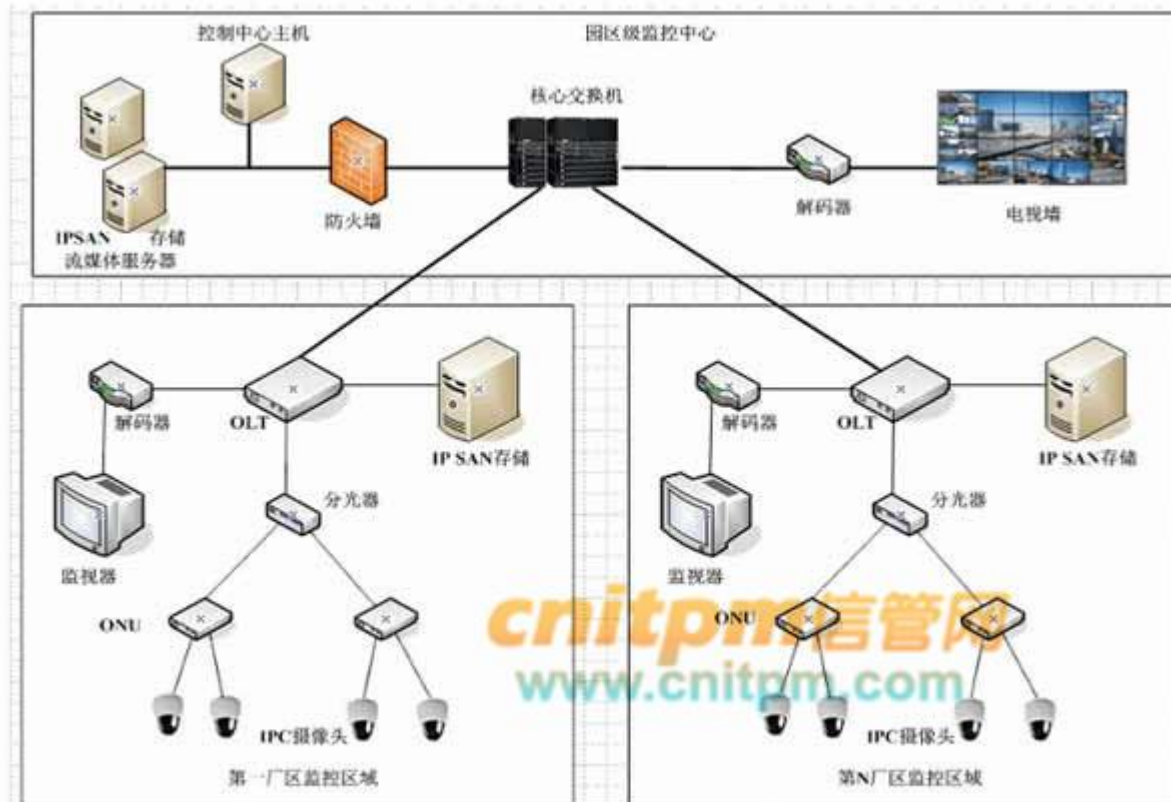 控制中心主机
园区级监控中心
核心交换机
防火墙
解码器
电视墙
IPSAN 存储
流媒体服务器
解码器
OLT
IP SAN存储
分光器
监视器
ONU
IPC摄像头
第一厂区监控区域
解码器
OLT
IP SAN存储
分光器
监视器
ONU
IPC摄像头
第N厂区监控区域
cnitpm信管网
www.cnitpm.com